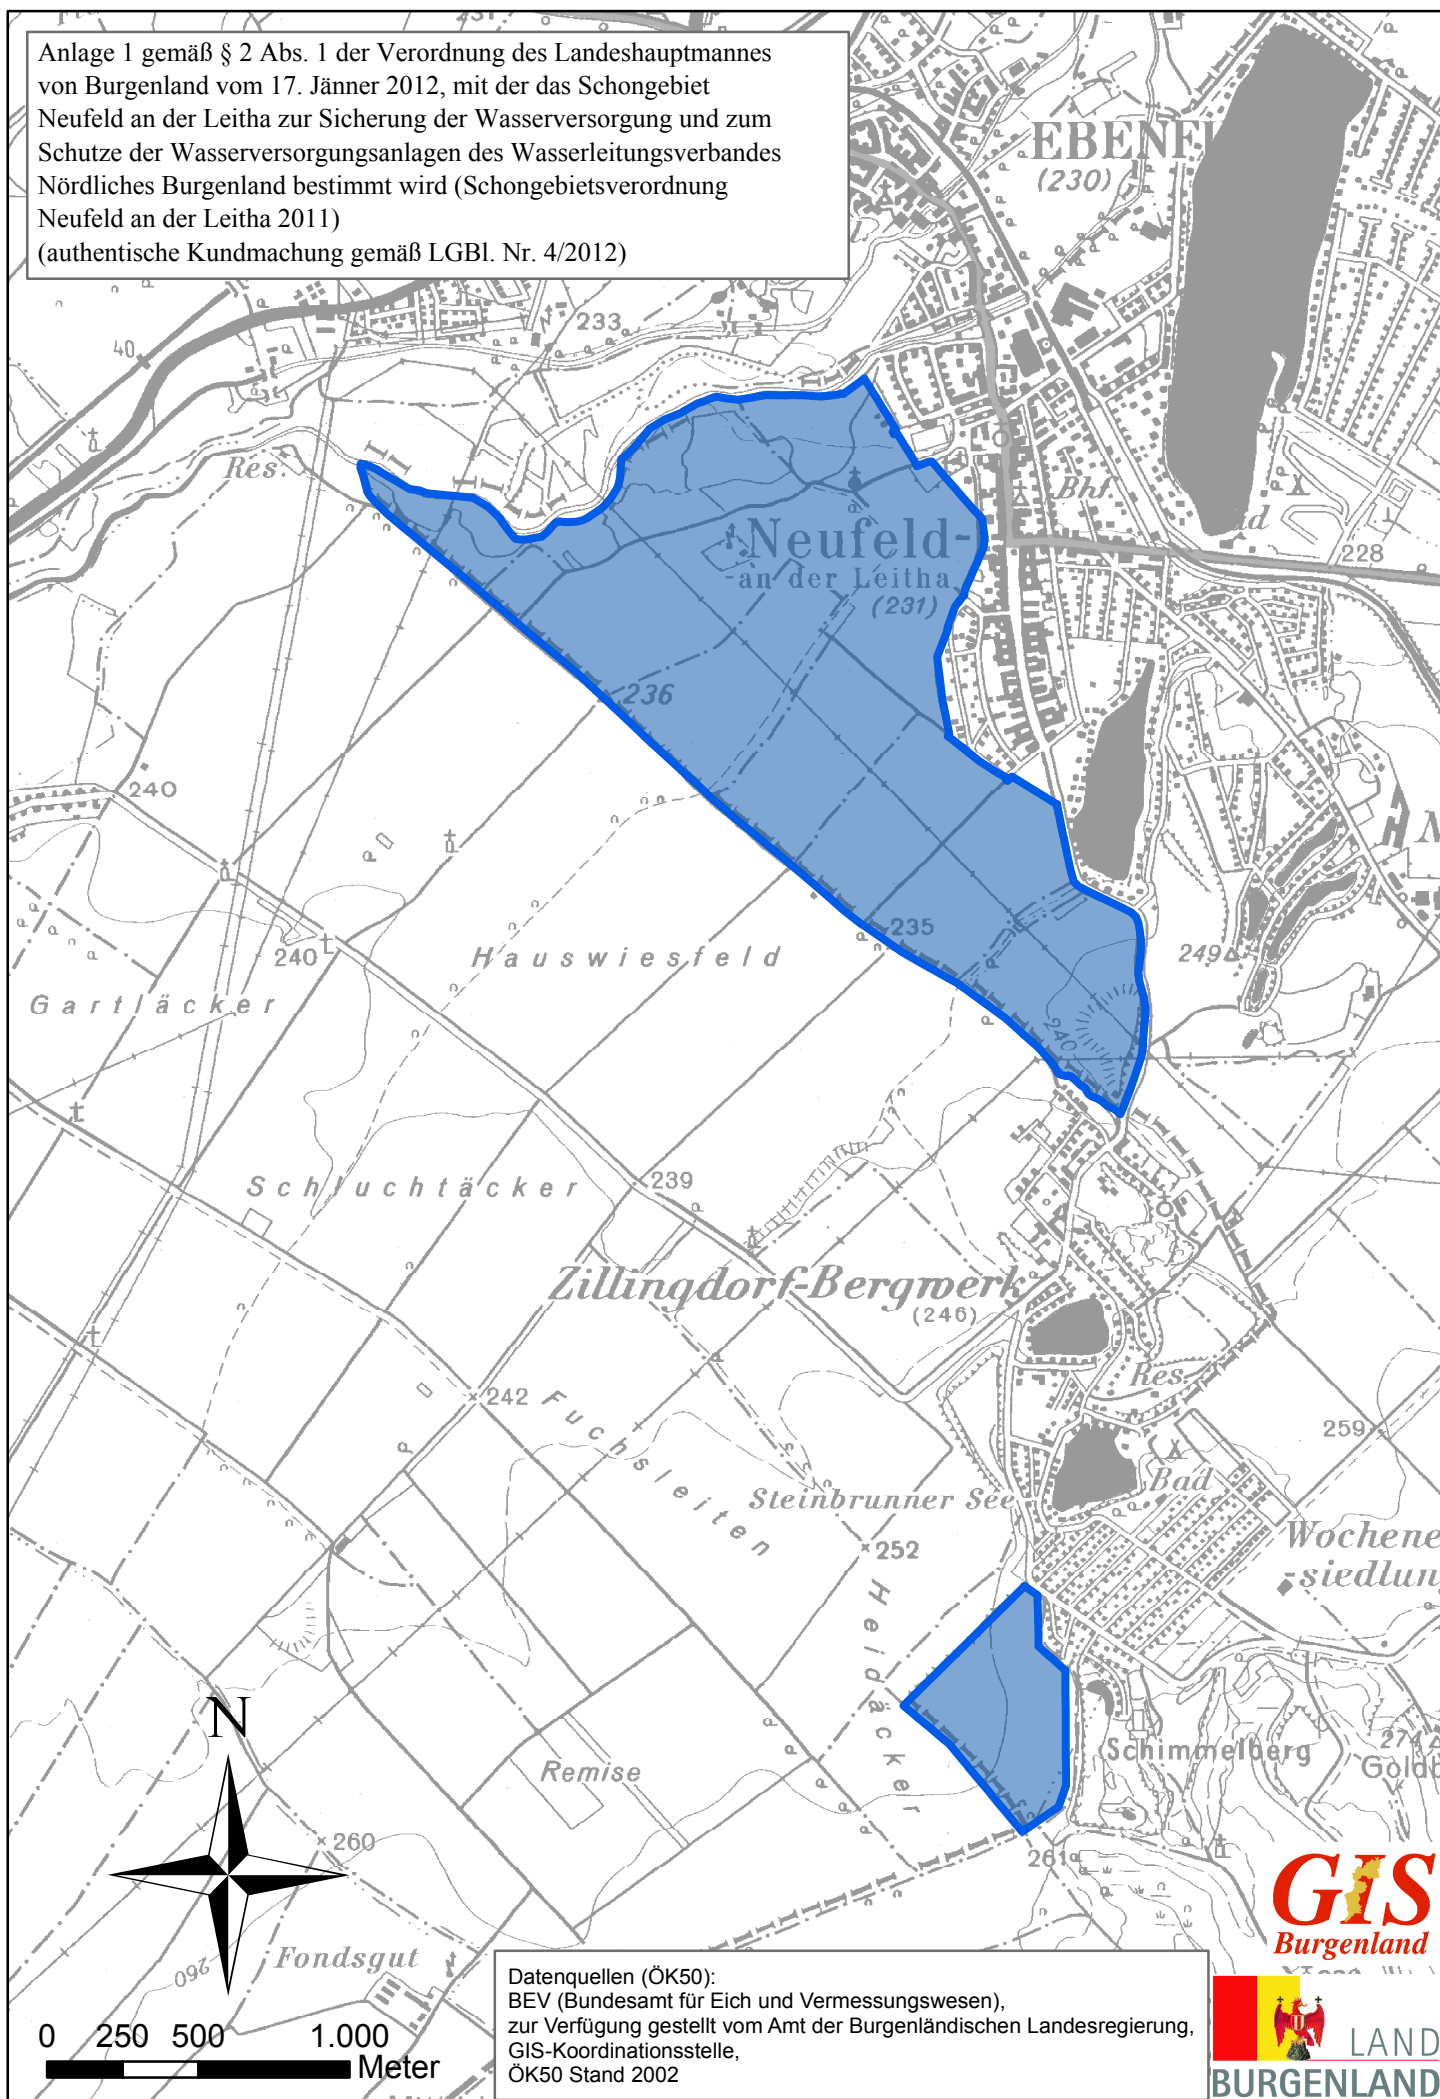 Anlage 1 gemäß § 2 Abs. 1 der Verordnung des Landeshauptmannes
von Burgenland vom 17. Jänner 2012, mit der das Schongebiet
Neufeld an der Leitha zur Sicherung der Wasserversorgung und zum
Schutze der Wasserversorgungsanlagen des Wasserleitungsverbandes
Nördliches Burgenland bestimmt wird (Schongebietsverordnung
Neufeld an der Leitha 2011)
(authentische Kundmachung gemäß LGBl. Nr. 4/2012)
EBENF
(230)
233
40
Res.
Bhf.
Neufeld-
an der Leitha
(231)
228
236
240
235
Hauswiesfeld
240
249
Gartläcker
240
Schluchtäcker
239
Zillingdorf-Bergwerk
(246)
Res.
242
Fuchsleiten
259
Bad
Steinbrunner See
252
Wochene
-siedlun
Heidäcker
N
Schimmelberg
274
Goldb
Remise
260
261
GIS
Burgenland
Fondsgut
260
Datenquellen (ÖK50):
BEV (Bundesamt für Eich und Vermessungswesen),
zur Verfügung gestellt vom Amt der Burgenländischen Landesregierung,
GIS-Koordinationsstelle,
ÖK50 Stand 2002
0 250 500 1.000
Meter
LAND
BURGENLAND